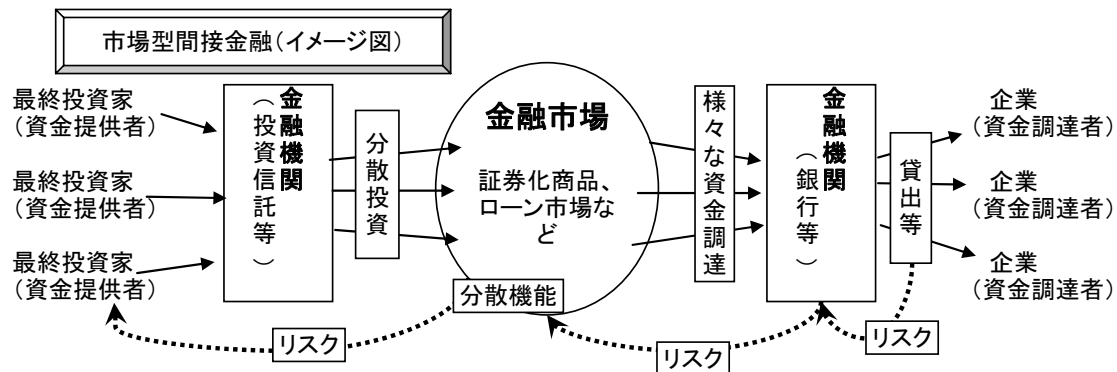 市場型間接金融(イメージ図)
最終投資家
(資金提供者)
最終投資家
(資金提供者)
最終投資家
(資金提供者)
金融機関
(投資信託等)
分散投資
金融市場
証券化商品、
ローン市場な
ど
分散機能
様々な資金調達
金融機関
(銀行等)
貸出等
企業
(資金調達者)
企業
(資金調達者)
企業
(資金調達者)
リスク
リスク
リスク